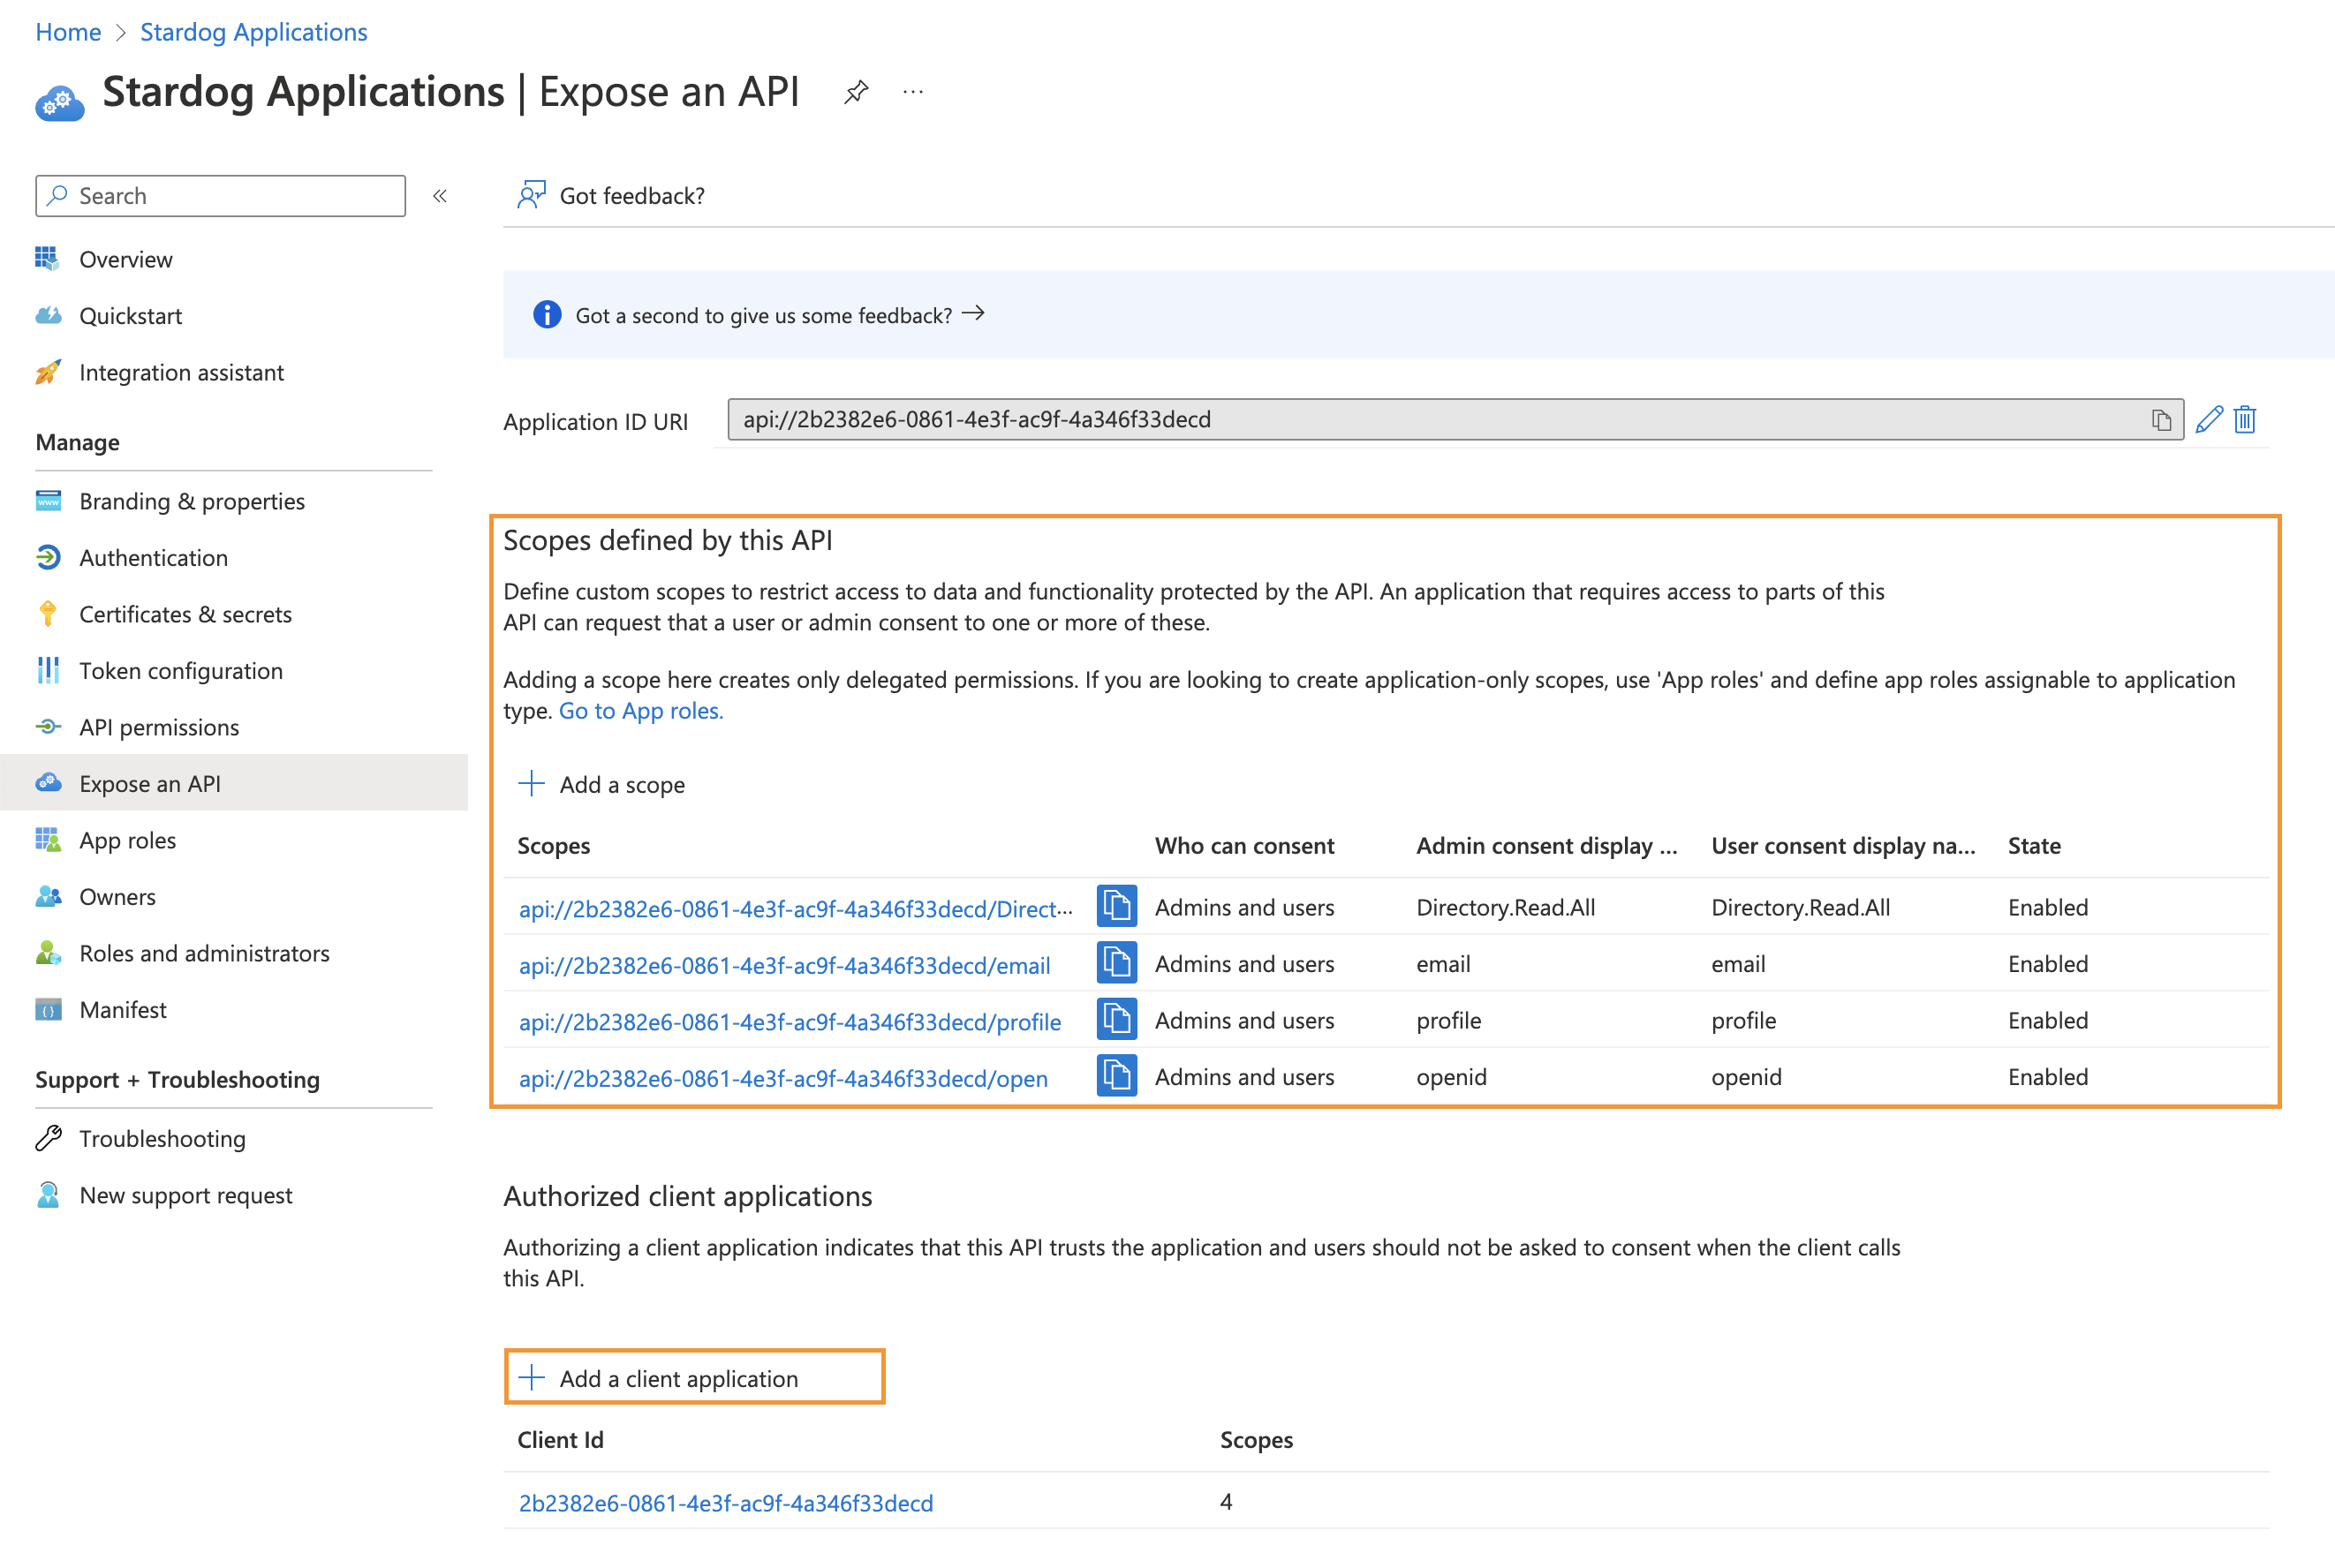 Home > Stardog Applications
Stardog Applications | Expose an API
...
Search
«
Got feedback?
Overview
Quickstart
Integration assistant
Manage
Branding & properties
Authentication
Certificates & secrets
Token configuration
API permissions
Expose an API
App roles
Owners
Roles and administrators
Manifest
Support + Troubleshooting
Troubleshooting
New support request
Got a second to give us some feedback? →
Application ID URI
api://2b2382e6-0861-4e3f-ac9f-4a346f33decd
Scopes defined by this API
Define custom scopes to restrict access to data and functionality protected by the API. An application that requires access to parts of this
API can request that a user or admin consent to one or more of these.
Adding a scope here creates only delegated permissions. If you are looking to create application-only scopes, use 'App roles' and define app roles assignable to application
type. Go to App roles.
Add a scope
Scopes Who can consent Admin consent display ... User consent display na... State
api://2b2382e6-0861-4e3f-ac9f-4a346f33decd/Direct... Admins and users Directory.Read.All Directory.Read.All Enabled
api://2b2382e6-0861-4e3f-ac9f-4a346f33decd/email Admins and users email email Enabled
api://2b2382e6-0861-4e3f-ac9f-4a346f33decd/profile Admins and users profile profile Enabled
api://2b2382e6-0861-4e3f-ac9f-4a346f33decd/open Admins and users openid openid Enabled
Authorized client applications
Authorizing a client application indicates that this API trusts the application and users should not be asked to consent when the client calls
this API.
Add a client application
Client Id Scopes
2b2382e6-0861-4e3f-ac9f-4a346f33decd 4